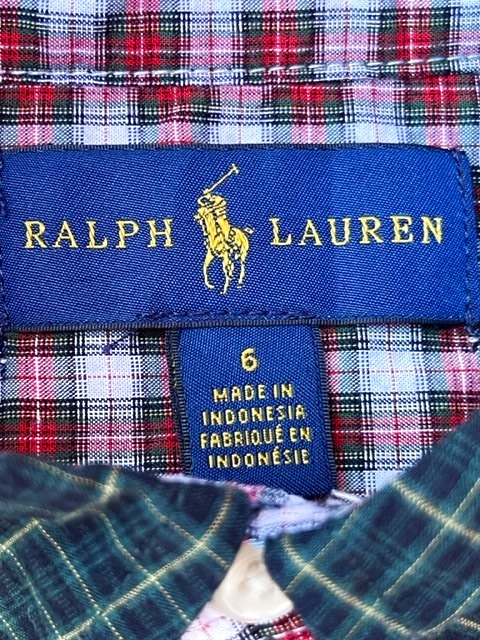 RALPH LAUREN
6
MADE IN
INDONESIA
FABRIQUÉ EN
INDONÉSIE